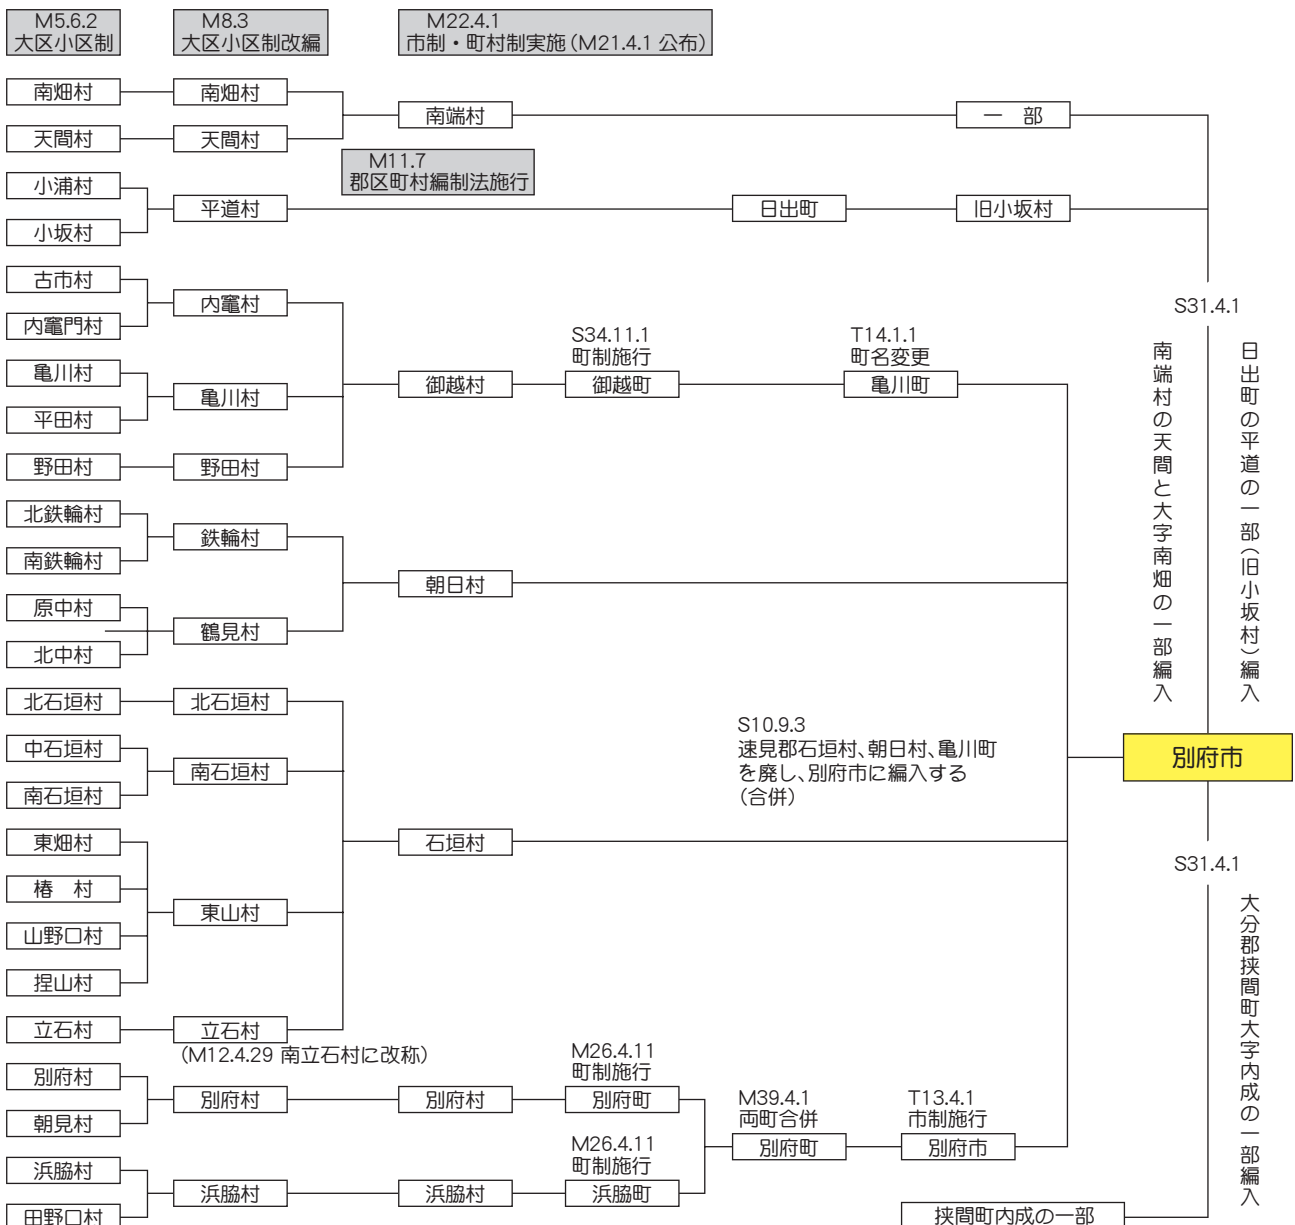 M5.6.2
大区小区制
M8.3
大区小区制改編
M22.4.1
市制・町村制実施(M21.4.1 公布)
南畑村
南畑村
南端村
一 部
天間村
天間村
M11.7
郡区町村編制法施行
小浦村
平道村
日出町
旧小坂村
小坂村
古市村
内竈村
内竈門村
S34.11.1
町制施行
T14.1.1
町名変更
S31.4.1
南端村の天間と大字南畑の一部編入
日出町の平道の一部(旧小坂村)編入
亀川村
亀川村
御越村
御越町
亀川町
平田村
野田村
野田村
北鉄輪村
鉄輪村
南鉄輪村
朝日村
原中村
鶴見村
北中村
北石垣村
北石垣村
中石垣村
南石垣村
南石垣村
S10.9.3
速見郡石垣村、朝日村、亀川町
を廃し、別府市に編入する
(合併)
別府市
東畑村
石垣村
椿 村
東山村
山野口村
捏山村
S31.4.1
大分郡挾間町大字内成の一部編入
立石村
立石村
(M12.4.29 南立石村に改称)
別府村
別府村
別府村
M26.4.11
町制施行
別府町
朝見村
M39.4.1
両町合併
別府町
T13.4.1
市制施行
別府市
浜脇村
浜脇村
浜脇村
M26.4.11
町制施行
浜脇町
田野口村
挾間町内成の一部